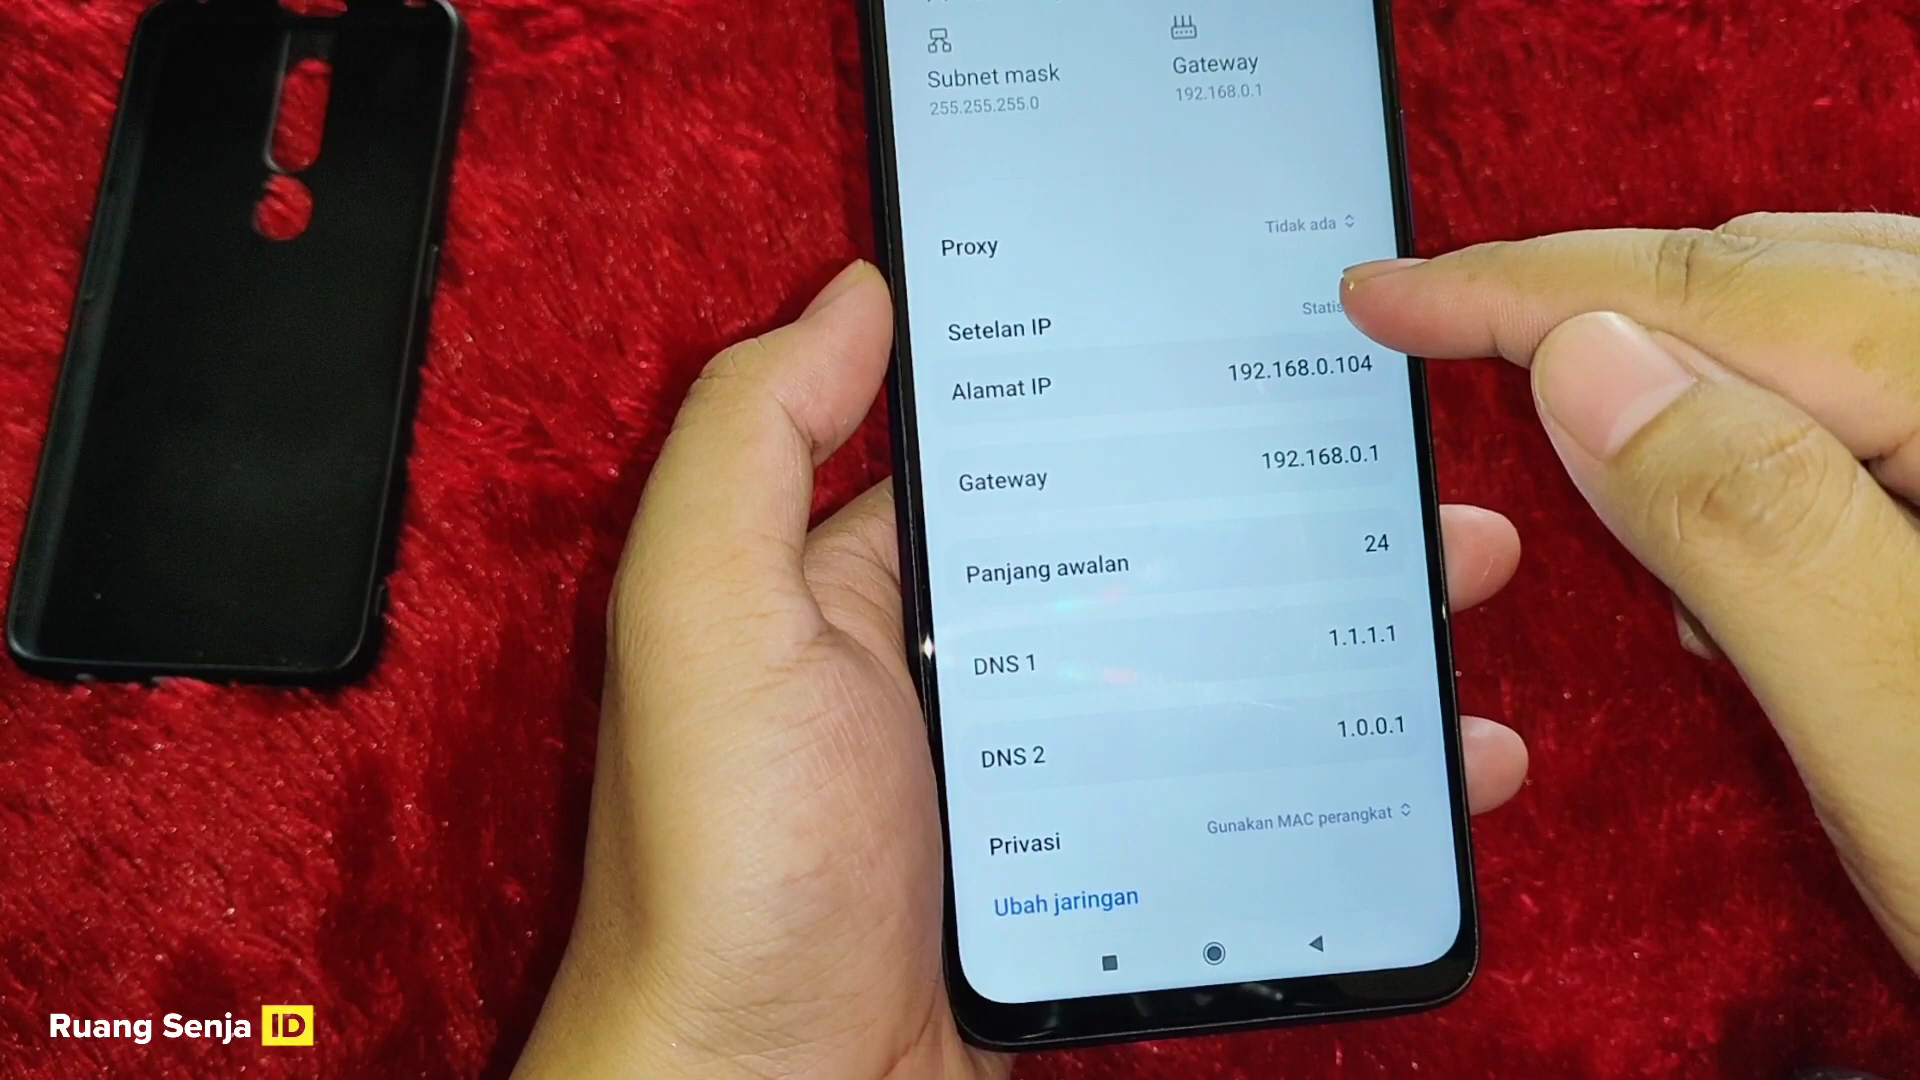 Subnet mask
255.255.255.0
Gateway
192.168.0.1
Proxy
Tidak ada
Setelan IP
Statis
Alamat IP
192.168.0.104
Gateway
192.168.0.1
Panjang awalan
24
DNS 1
1.1.1.1
DNS 2
1.0.0.1
Privasi
Gunakan MAC perangkat
Ubah jaringan
Ruang Senja ID